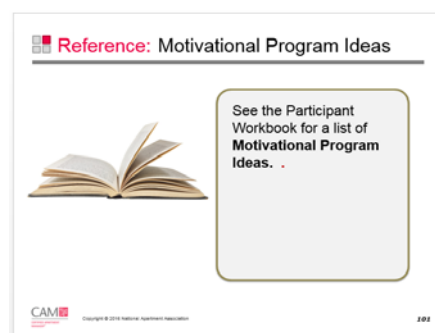 Reference: Motivational Program Ideas
See the Participant
Workbook for a list of
Motivational Program
Ideas. .
CAM
Copyright © 2016 National Apartment Association
101